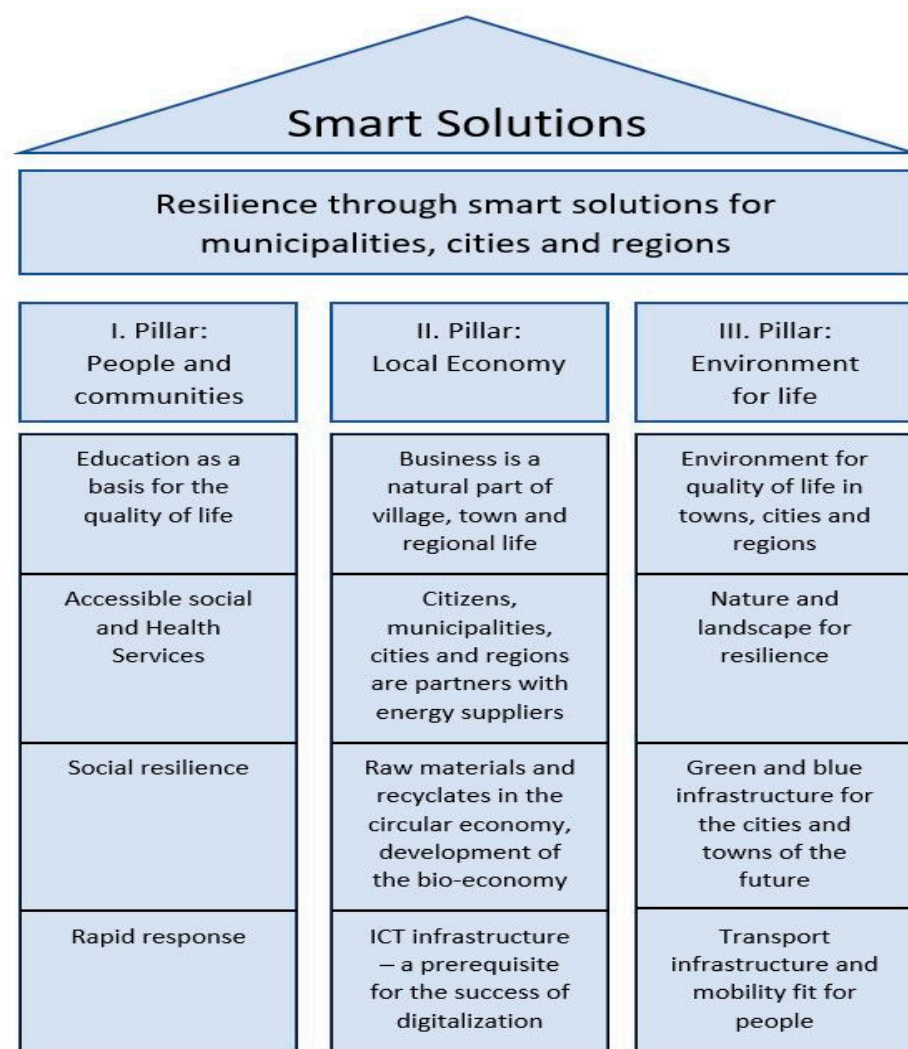 Smart Solutions
Resilience through smart solutions for
municipalities, cities and regions
I. Pillar:
People and
communities
Education as a
basis for the
quality of life
Accessible social
and Health
Services
Social resilience
Rapid response
II. Pillar:
Local Economy
Business is a
natural part of
village, town and
regional life
Citizens,
municipalities,
cities and regions
are partners with
energy suppliers
Raw materials and
recyclates in the
circular economy,
development of
the bio-economy
ICT infrastructure
– a prerequisite
for the success of
digitalization
III. Pillar:
Environment
for life
Environment for
quality of life in
towns, cities and
regions
Nature and
landscape for
resilience
Green and blue
infrastructure for
the cities and
towns of the
future
Transport
infrastructure and
mobility fit for
people